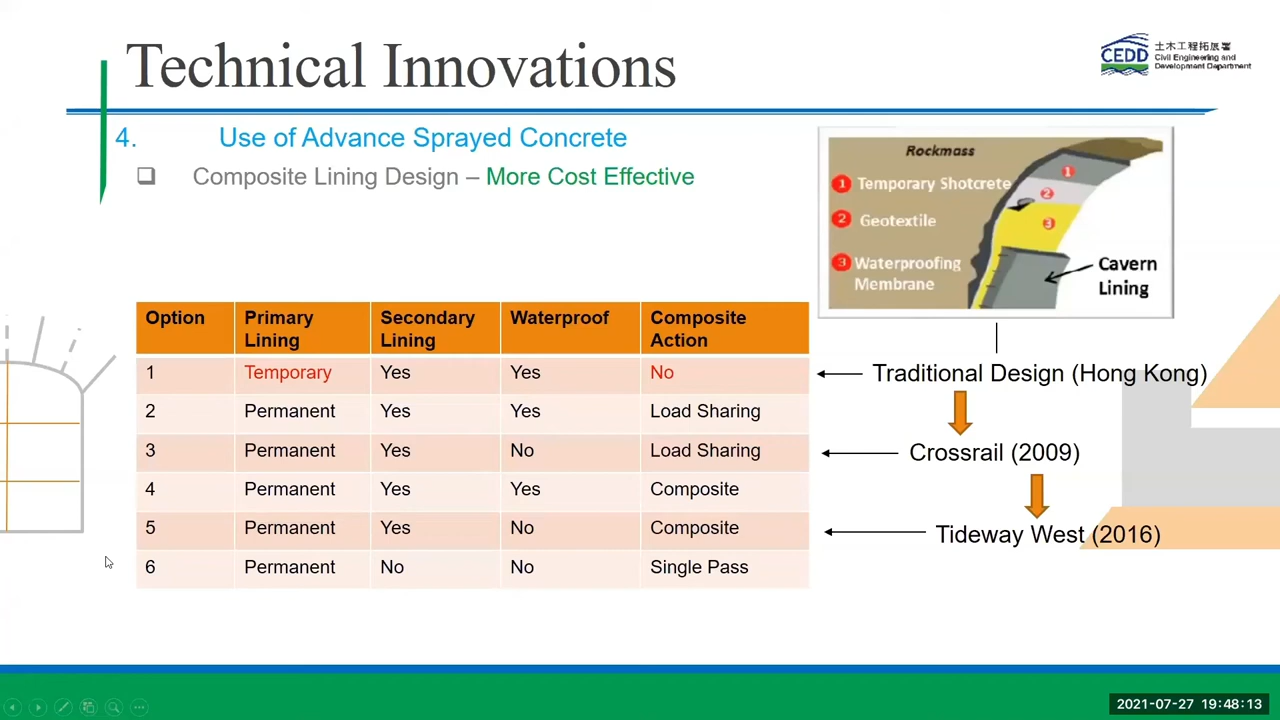 Technical Innovations
CEDD
土木工程拓展署
Civil Engineering and
Development Department
4. Use of Advance Sprayed Concrete
❑ Composite Lining Design – More Cost Effective
Rockmass
1 Temporary Shotcrete
2 Geotextile
3 Waterproofing
Membrane
1
2
3
Cavern
Lining
Option Primary Lining Secondary Lining Waterproof Composite Action
1 Temporary Yes Yes No
2 Permanent Yes Yes Load Sharing
3 Permanent Yes No Load Sharing
4 Permanent Yes Yes Composite
5 Permanent Yes No Composite
6 Permanent No No Single Pass
Traditional Design (Hong Kong)
Crossrail (2009)
Tideway West (2016)
2021-07-27 19:48:13